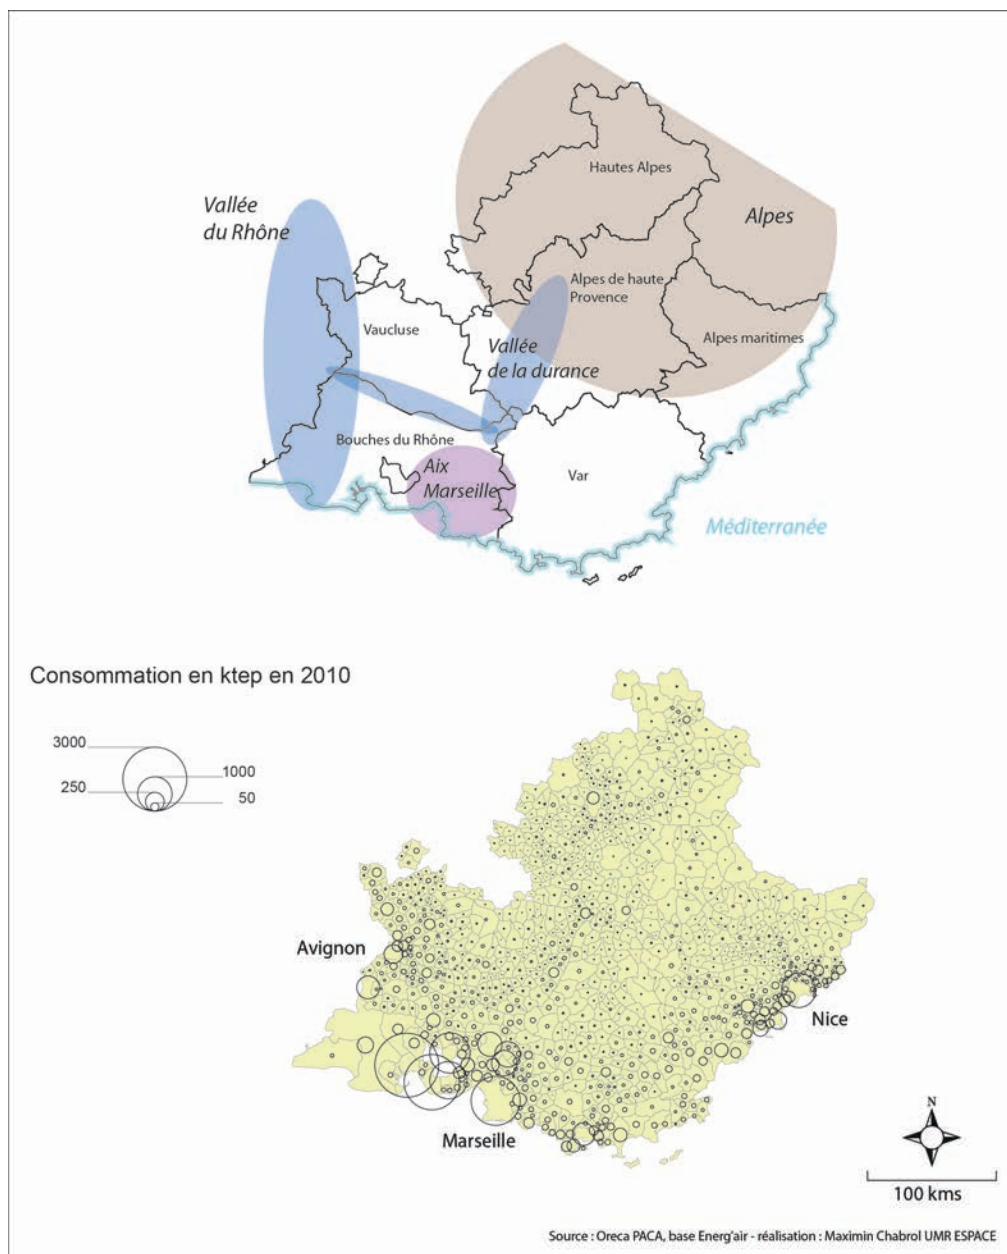 Hautes Alpes
Vallée
du Rhône
Alpes
Alpes de haute
Provence
Vaucluse
Vallée
de la durance
Alpes maritimes
Bouches du Rhône
Aix
Marseille
Var
Méditerranée
Consommation en ktep en 2010
3000
1000
250
50
Avignon
Nice
Marseille
N
100 kms
Source : Oreca PACA, base Energ'air - réalisation : Maximin Chabrol UMR ESPACE